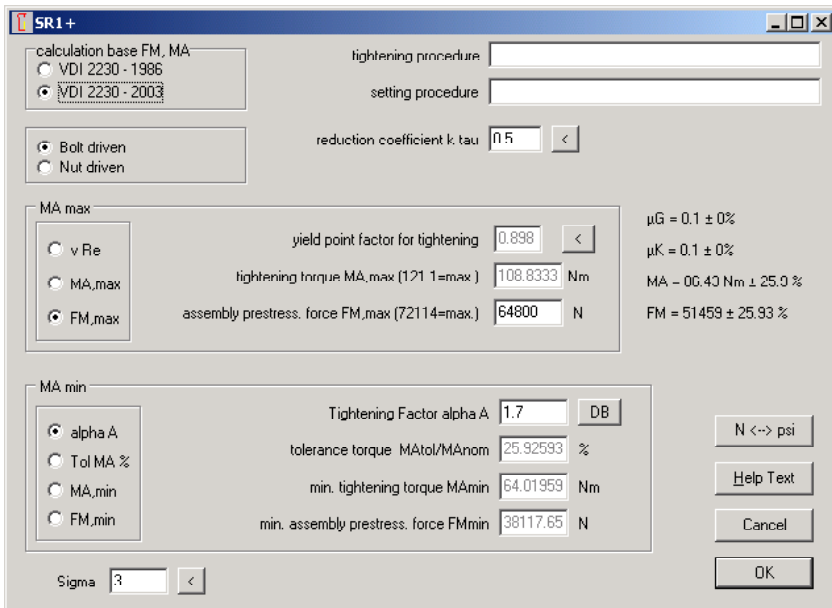 SR1+
calculation base FM, MA
VDI 2230 - 1986
VDI 2230 - 2003
tightening procedure
setting procedure
Bolt driven
Nut driven
reduction coefficient k tau 0.5 <
MA max
v Re
MA,max
FM,max
yield point factor for tightening 0.898 <
tightening torque MA,max (121.1=max.) 108.8333 Nm
assembly prestress. force FM,max (72114=max.) 64800 N
µG = 0.1 ± 0%
µK = 0.1 ± 0%
MA = 86.43 Nm ± 25.9 %
FM = 51459 ± 25.93 %
MA min
alpha A
Tol MA %
MA,min
FM,min
Tightening Factor alpha A 1.7 DB
tolerance torque MAtol/MAnom 25.92593 %
min. tightening torque MAmin 64.01959 Nm
min. assembly prestress. force FMmin 38117.65 N
N <--> psi
Help Text
Cancel
OK
Sigma 3 <